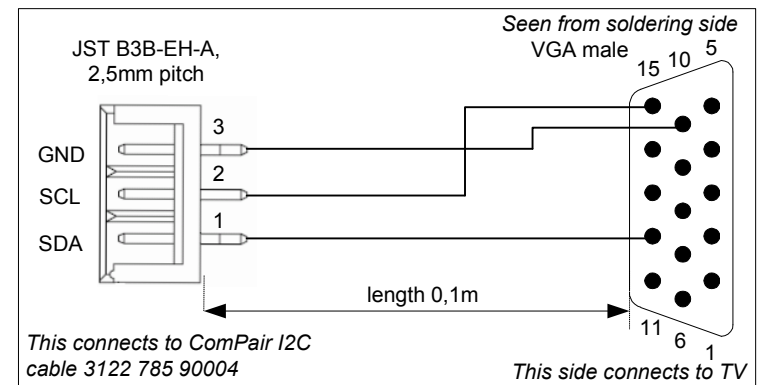 Seen from soldering side
JST B3B-EH-A,
2,5mm pitch
VGA male
15 10 5
3
GND
2
SCL
1
SDA
length 0,1m
11 6 1
This connects to ComPair I2C
cable 3122 785 90004
This side connects to TV